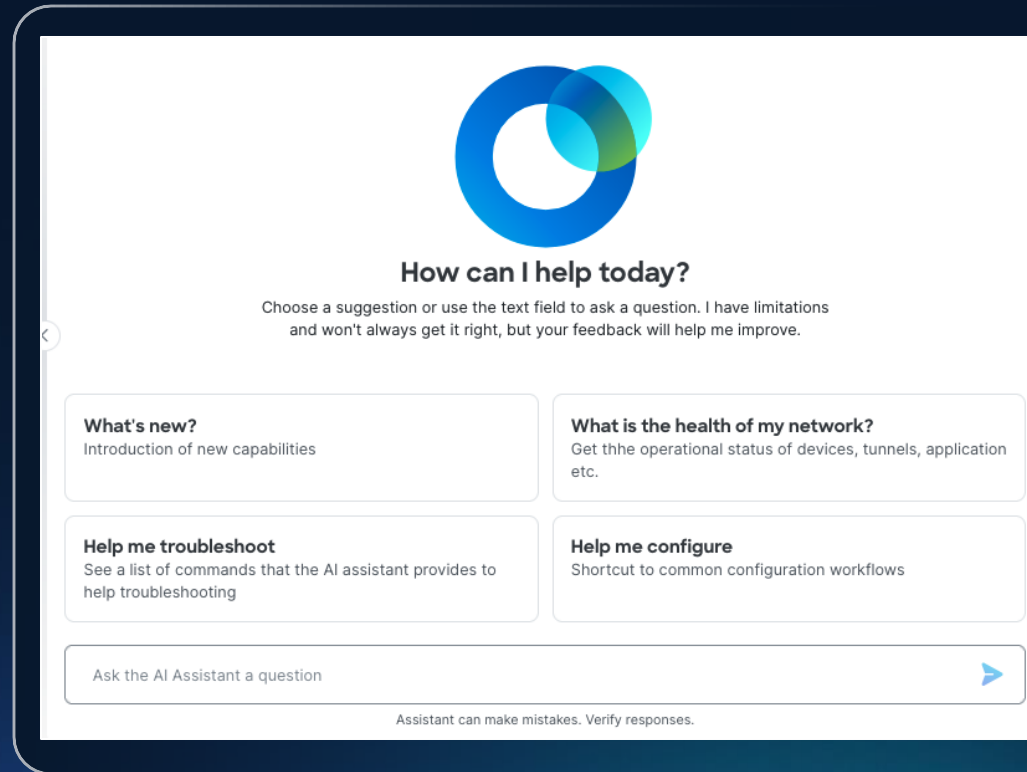 How can I help today?
Choose a suggestion or use the text field to ask a question. I have limitations
and won't always get it right, but your feedback will help me improve.
What's new?
Introduction of new capabilities
What is the health of my network?
Get thhe operational status of devices, tunnels, application
etc.
Help me troubleshoot
See a list of commands that the AI assistant provides to
help troubleshooting
Help me configure
Shortcut to common configuration workflows
Ask the AI Assistant a question
Assistant can make mistakes. Verify responses.